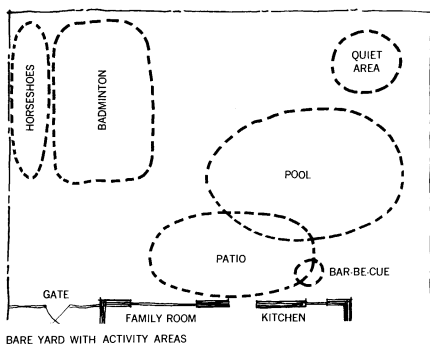 HORSESHOES
BADMINTON
QUIET
AREA
POOL
PATIO
BAR·BE·CUE
GATE
FAMILY ROOM
KITCHEN
BARE YARD WITH ACTIVITY AREAS